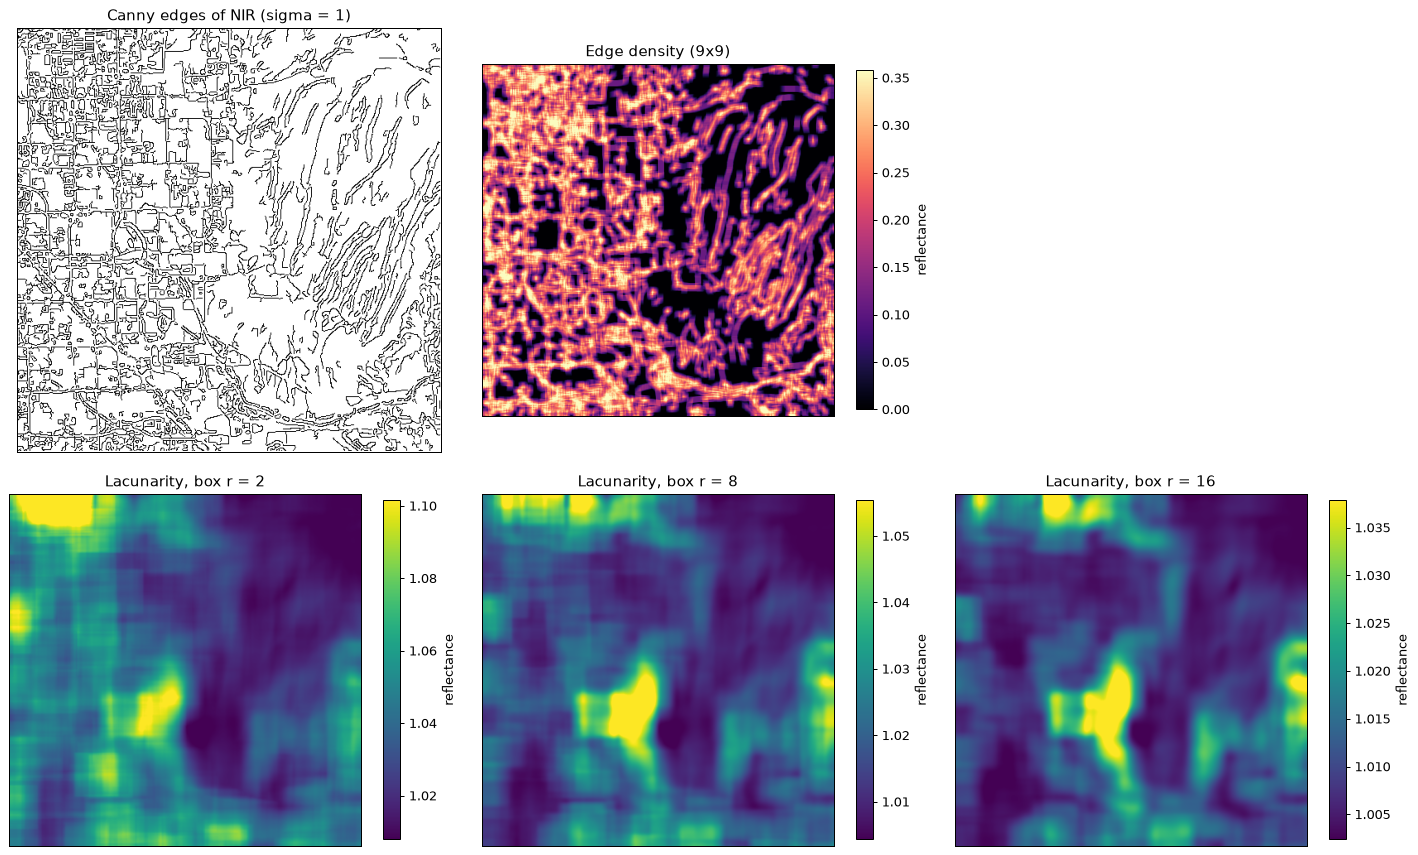 Canny edges of NIR (sigma = 1)
Edge density (9x9)
0.35
0.30
0.25
0.20
0.15
0.10
0.05
0.00
reflectance
Lacunarity, box r = 2
1.10
1.08
1.06
1.04
1.02
reflectance
Lacunarity, box r = 8
1.05
1.04
1.03
1.02
1.01
reflectance
Lacunarity, box r = 16
1.035
1.030
1.025
1.020
1.015
1.010
1.005
reflectance